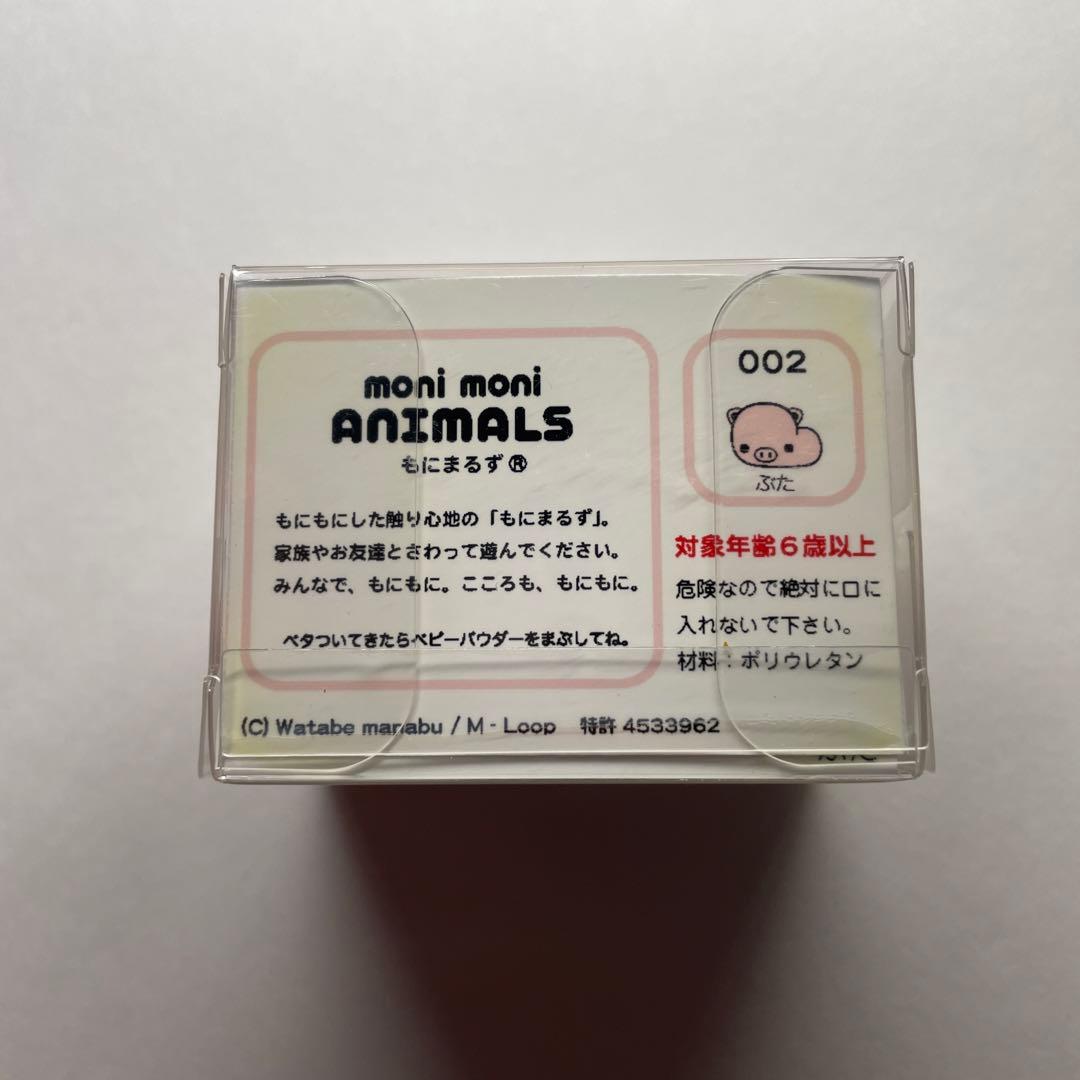 moni moni
ANIMALS
もにまるず®
もにもにした触り心地の「もにまるず」。
家族やお友達とさわって遊んでください。
みんなで、もにもに。こころも、もにもに。
ベタついてきたらベビーパウダーをまぶしてね。
(C) Watabe manabu / M - Loop 特許 4533962
002
ぶた
対象年齢6歳以上
危険なので絶対に口に
入れないで下さい。
材料：ポリウレタン